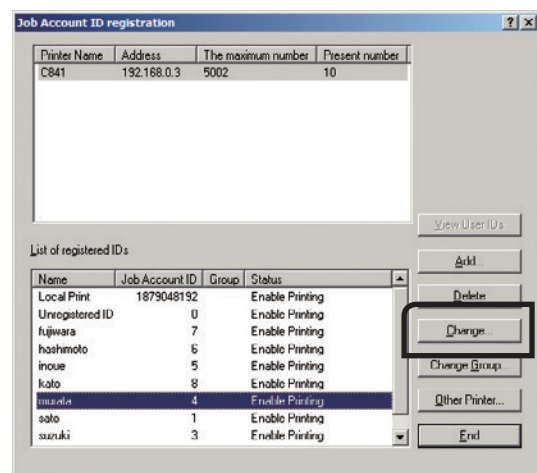 Job Account ID registration
Printer Name Address The maximum number Present number
C841 192.168.0.3 5002 10
View User IDs
List of registered IDs
Add...
Name Job Account ID Group Status
Local Print 1879048192 Enable Printing
Delete
Unregistered ID 0 Enable Printing
fujiwara 7 Enable Printing
Change...
hashimoto 6 Enable Printing
inoue 5 Enable Printing
Change Group...
kato 8 Enable Printing
murata 4 Enable Printing
Other Printer...
sato 1 Enable Printing
suzuki 3 Enable Printing
End